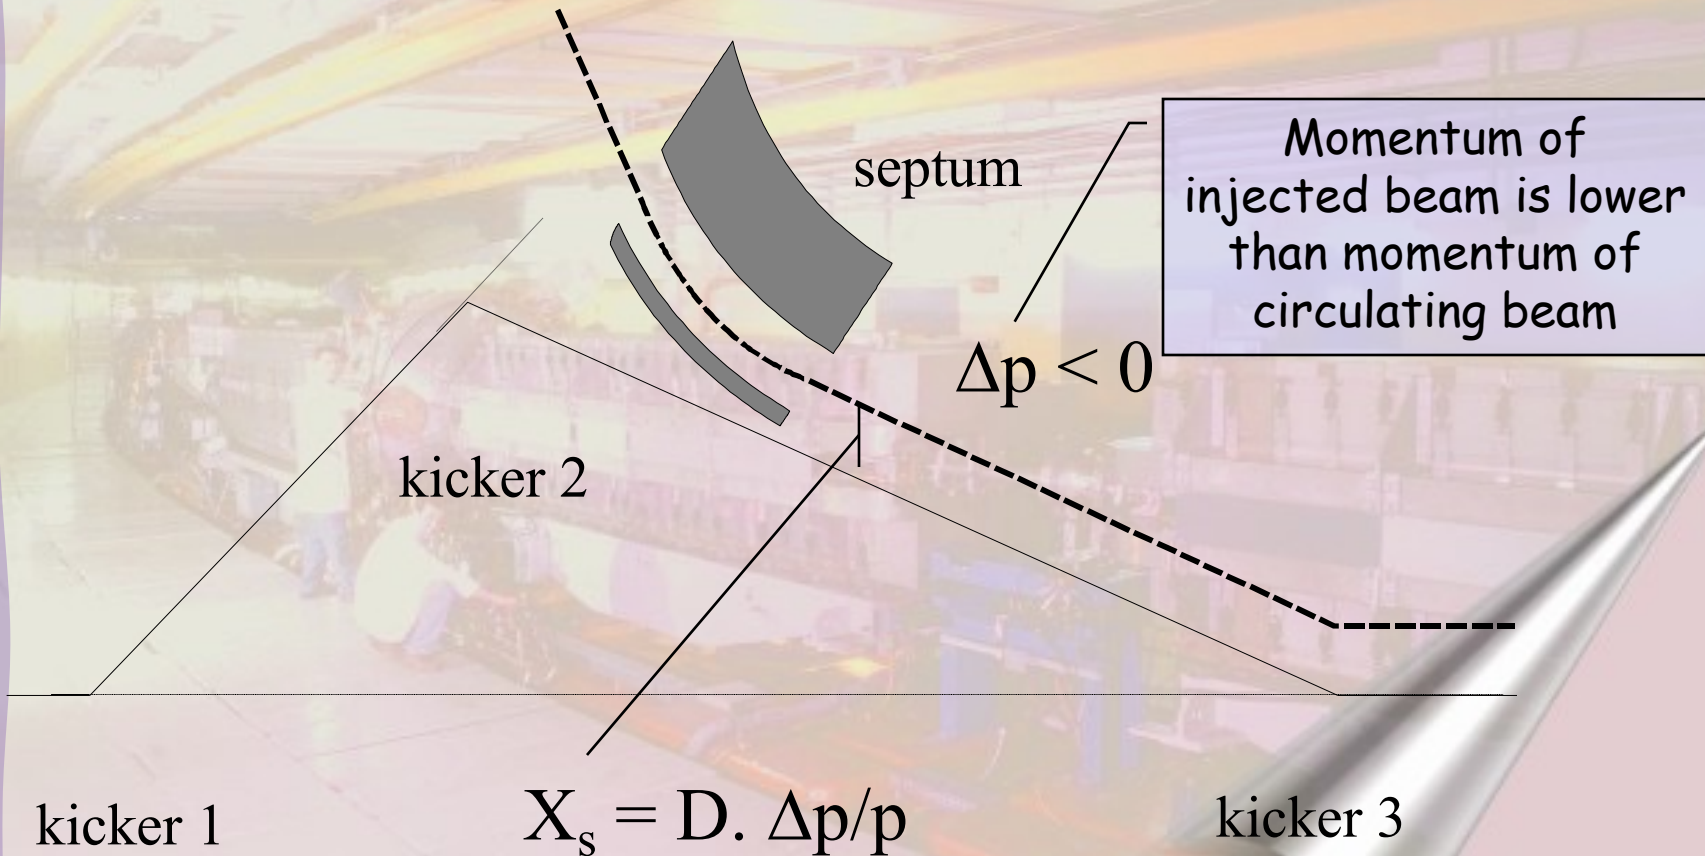 septum
Momentum of
injected beam is lower
than momentum of
circulating beam
Δp < 0
kicker 2
kicker 1
Xₛ = D. Δp/p
kicker 3